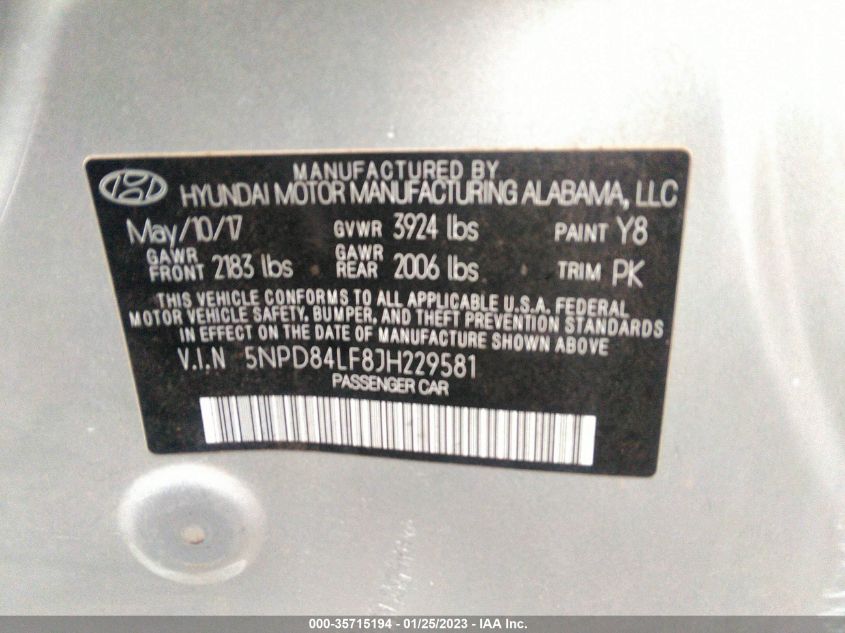 MANUFACTURED BY
HYUNDAI MOTOR MANUFACTURING ALABAMA, LLC
May/10/17 GVWR 3924 lbs PAINT Y8
GAWR FRONT 2183 lbs GAWR REAR 2006 lbs TRIM PK
THIS VEHICLE CONFORMS TO ALL APPLICABLE U.S.A. FEDERAL
MOTOR VEHICLE SAFETY, BUMPER, AND THEFT PREVENTION STANDARDS
IN EFFECT ON THE DATE OF MANUFACTURE SHOWN ABOVE
V.I.N 5NPD84LF8JH229581
PASSENGER CAR
000-35715194 - 01/25/2023 - IAA Inc.